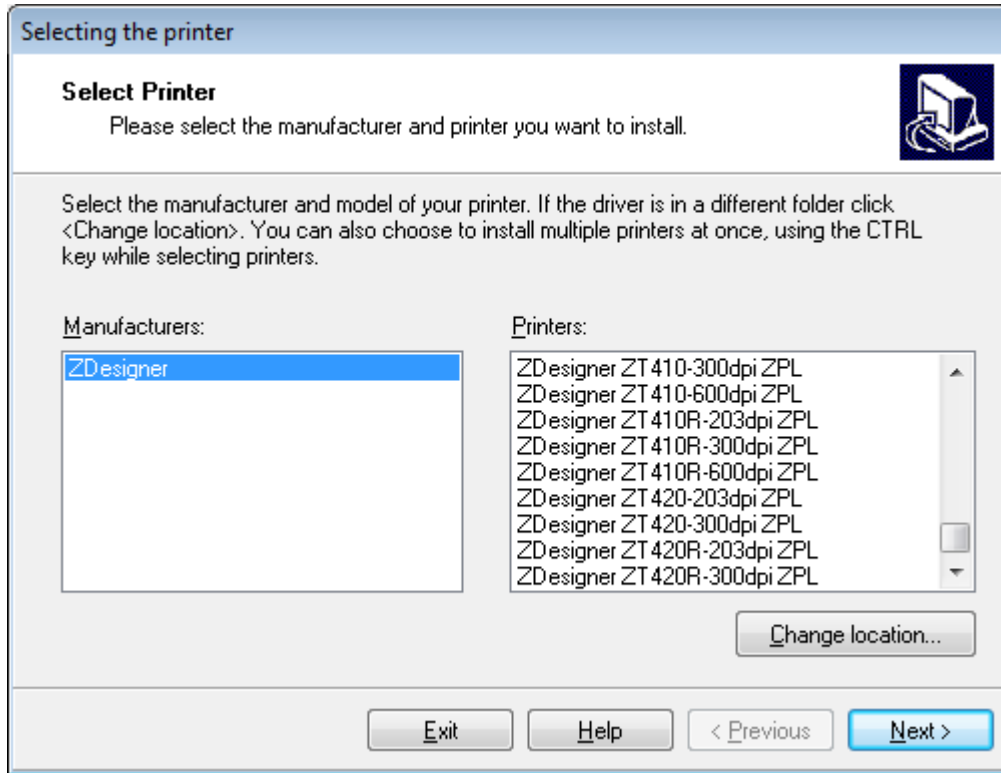 Selecting the printer
Select Printer
Please select the manufacturer and printer you want to install.
Select the manufacturer and model of your printer. If the driver is in a different folder click
<Change location>. You can also choose to install multiple printers at once, using the CTRL
key while selecting printers.
Manufacturers:
ZDesigner
Printers:
ZDesigner ZT410-300dpi ZPL
ZDesigner ZT410-600dpi ZPL
ZDesigner ZT410R-203dpi ZPL
ZDesigner ZT410R-300dpi ZPL
ZDesigner ZT410R-600dpi ZPL
ZDesigner ZT420-203dpi ZPL
ZDesigner ZT420-300dpi ZPL
ZDesigner ZT420R-203dpi ZPL
ZDesigner ZT420R-300dpi ZPL
Change location...
Exit
Help
< Previous
Next >